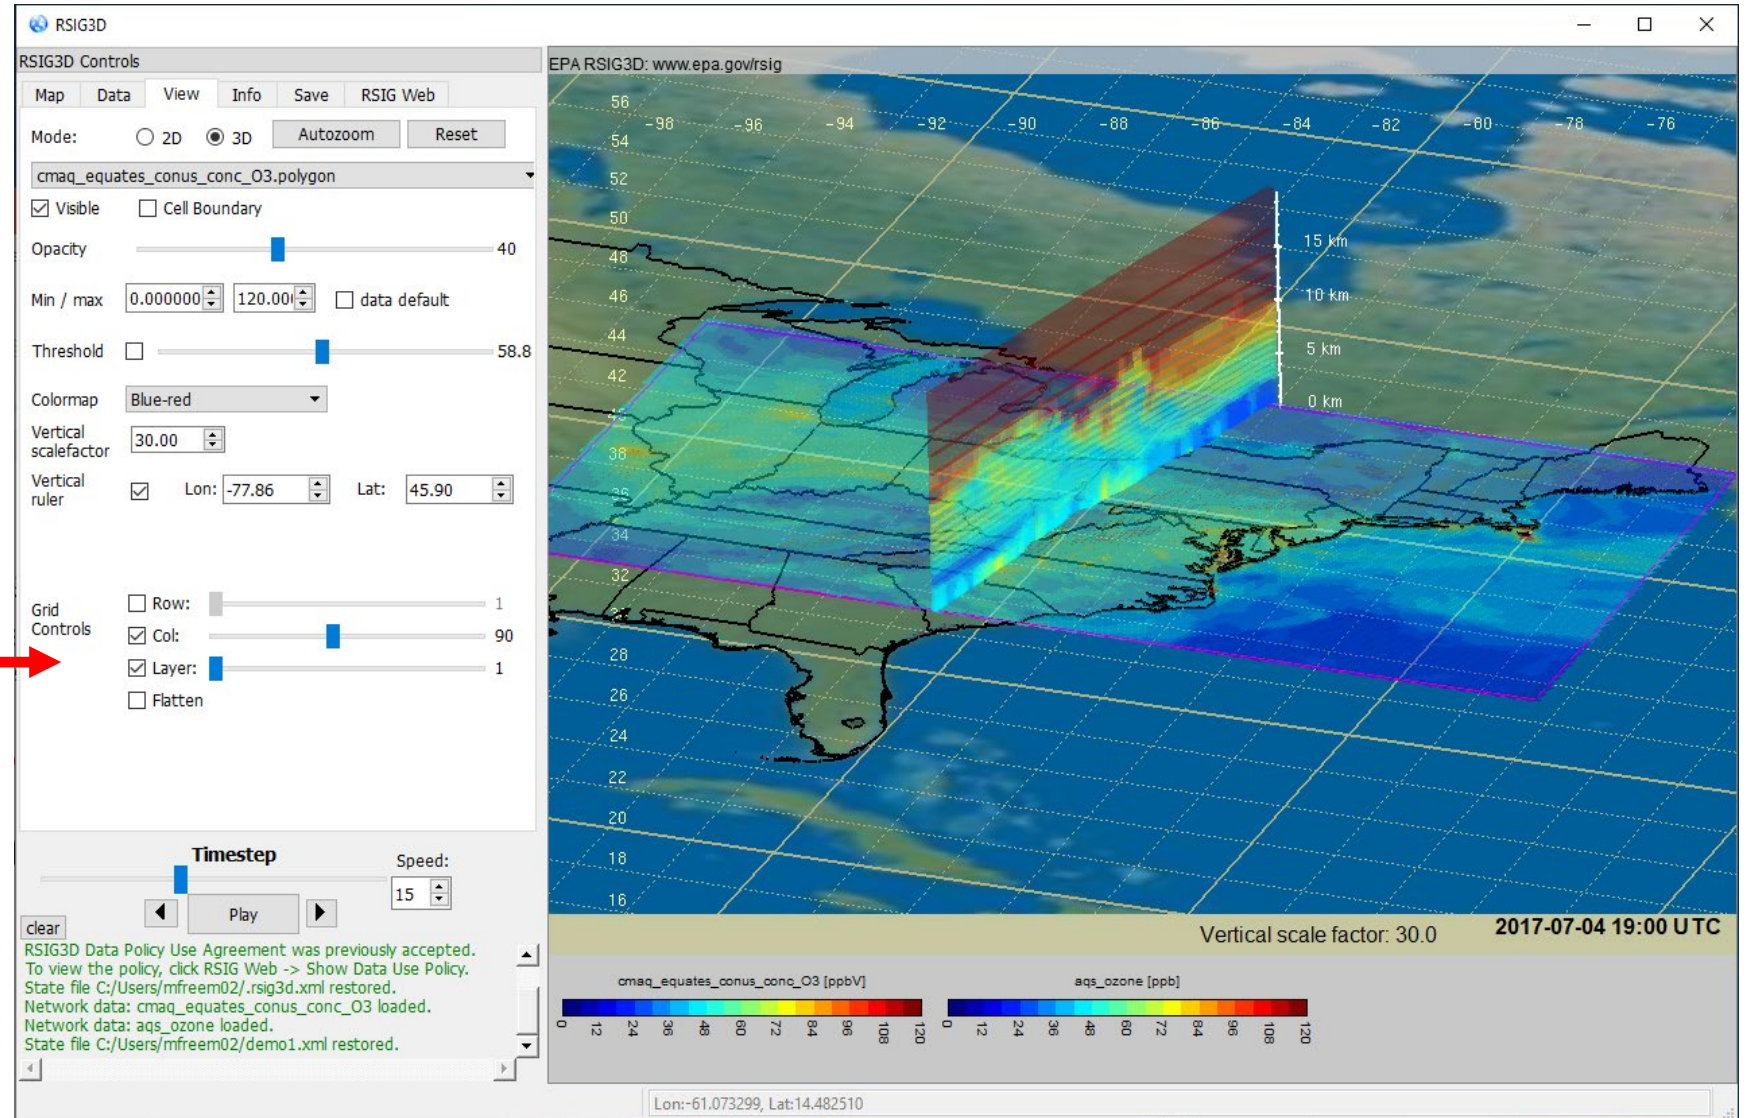 RSIG3D
RSIG3D Controls
Map Data View Info Save RSIG Web
Mode: 2D 3D Autozoom Reset
cmaq_equates_conus_conc_O3.polygon
Visible Cell Boundary
Opacity 40
Min / max 0.000000 120.00 data default
Threshold 58.8
Colormap Blue-red
Vertical
scalefactor 30.00
Vertical
ruler Lon: -77.86 Lat: 45.90
Grid
Controls
Row: 1
Col: 90
Layer: 1
Flatten
Timestep
Speed:
15
Play
clear
RSIG3D Data Policy Use Agreement was previously accepted.
To view the policy, click RSIG Web -> Show Data Use Policy.
State file C:/Users/mfreem02/.rsig3d.xml restored.
Network data: cmaq_equates_conus_conc_O3 loaded.
Network data: aqs_ozone loaded.
State file C:/Users/mfreem02/demo1.xml restored.
EPA RSIG3D: www.epa.gov/rsig
-98 -96 -94 -92 -90 -88 -86 -84 -82 -80 -78 -76
56
54
52
50
48
46
44
42
38
36
34
32
28
26
24
22
20
18
16
15 km
10 km
5 km
0 km
Vertical scale factor: 30.0 2017-07-04 19:00 UTC
cmaq_equates_conus_conc_O3 [ppbV]
0 12 24 36 48 60 72 84 96 108 120
aqs_ozone [ppb]
0 12 24 36 48 60 72 84 96 108 120
Lon:-61.073299, Lat:14.482510